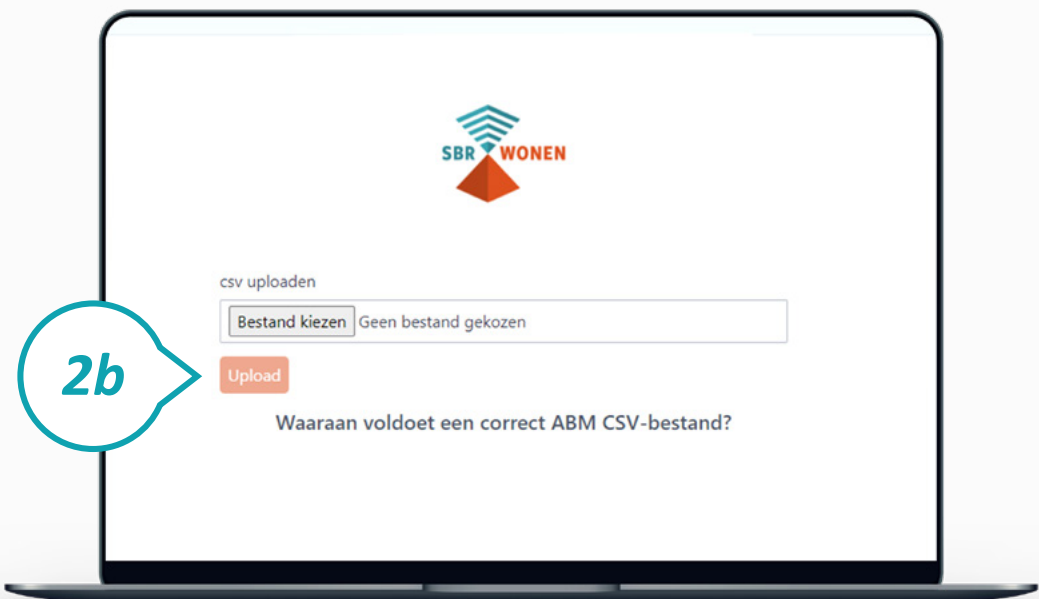 SBR WONEN
csv uploaden
Bestand kiezen Geen bestand gekozen
2b
Upload
Waaraan voldoet een correct ABM CSV-bestand?